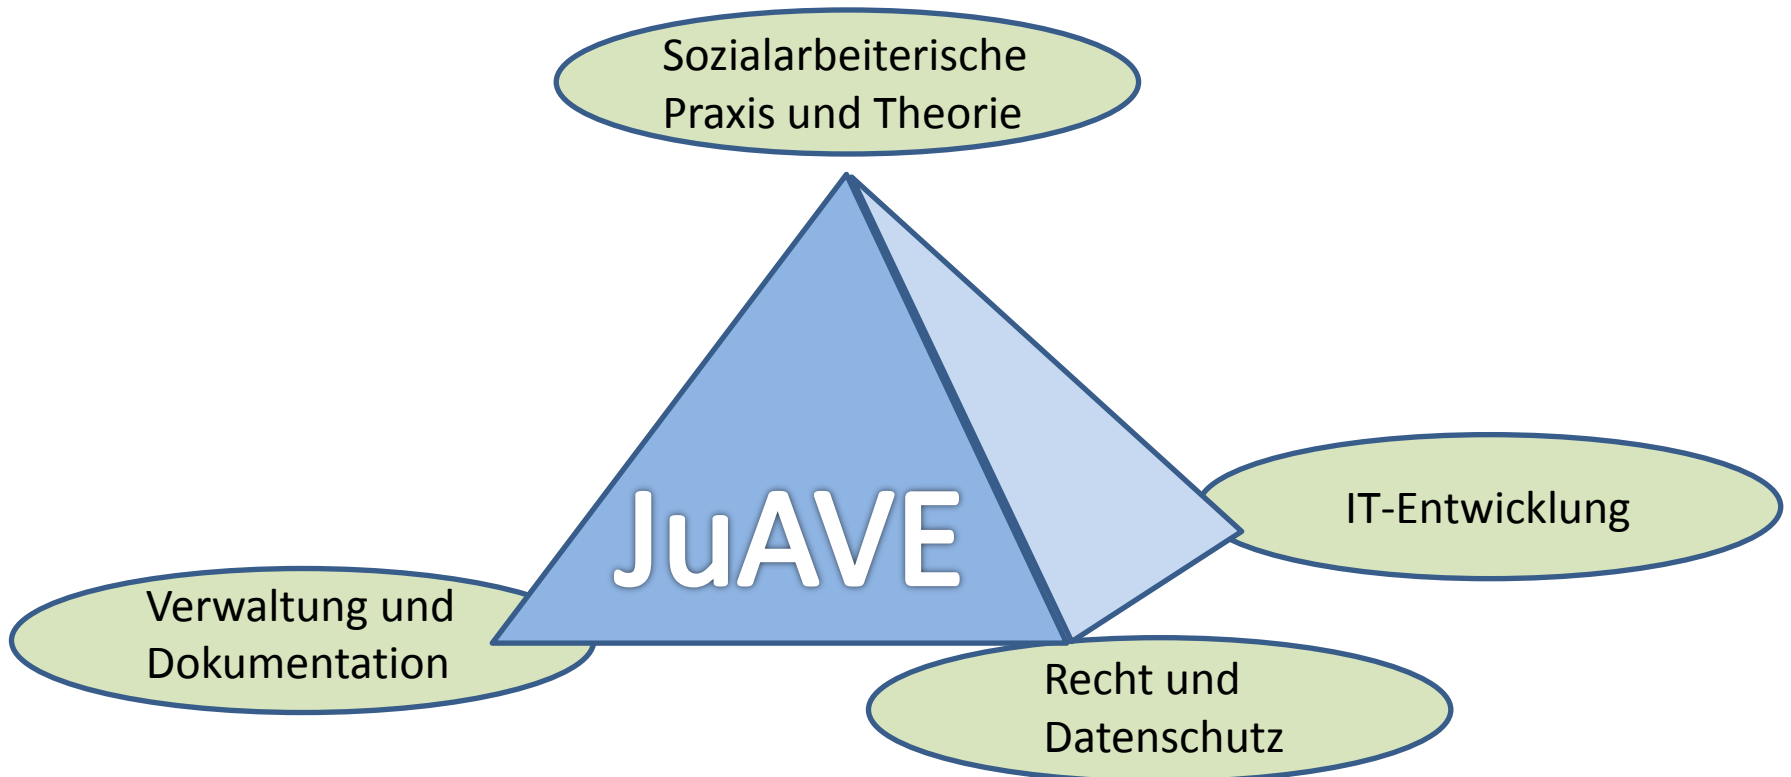 Sozialarbeiterische
Praxis und Theorie
JuAVE
IT-Entwicklung
Verwaltung und
Dokumentation
Recht und
Datenschutz